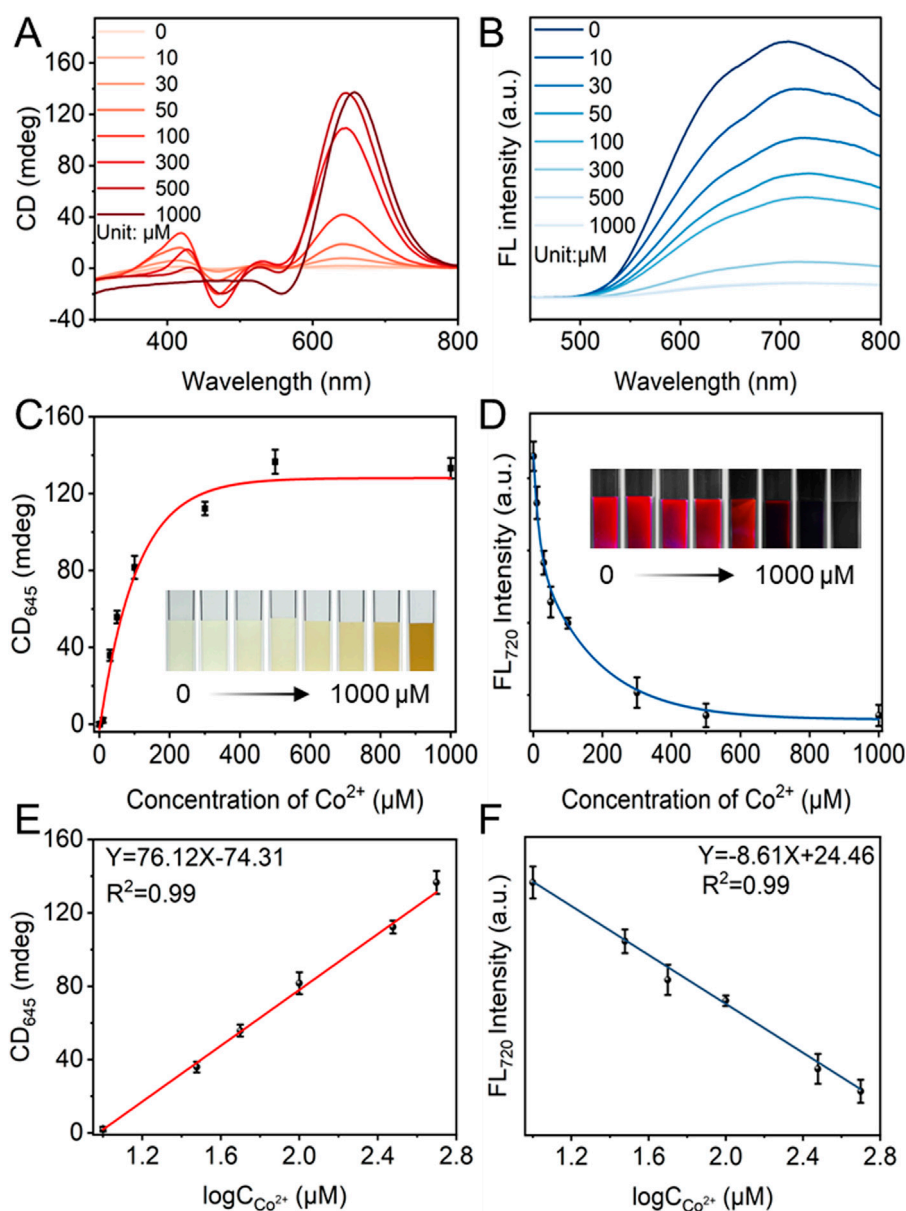 A
CD (mdeg)
160
120
80
40
0
-40
0
10
30
50
100
300
500
1000
Unit: μM
400
600
800
Wavelength (nm)
B
FL intensity (a.u.)
0
10
30
50
100
300
500
1000
Unit:μM
500
600
700
800
Wavelength (nm)
C
CD645 (mdeg)
160
120
80
40
0
0 1000 μM
0
200
400
600
800
1000
Concentration of Co²⁺ (μM)
D
FL720 Intensity (a.u.)
0 1000 μM
0
200
400
600
800
1000
Concentration of Co²⁺ (μM)
E
CD645 (mdeg)
160
120
80
40
0
Y=76.12X-74.31
R²=0.99
1.2
1.6
2.0
2.4
2.8
logC Co²⁺ (μM)
F
FL720 Intensity (a.u.)
Y=-8.61X+24.46
R²=0.99
1.2
1.6
2.0
2.4
2.8
logC Co²⁺ (μM)